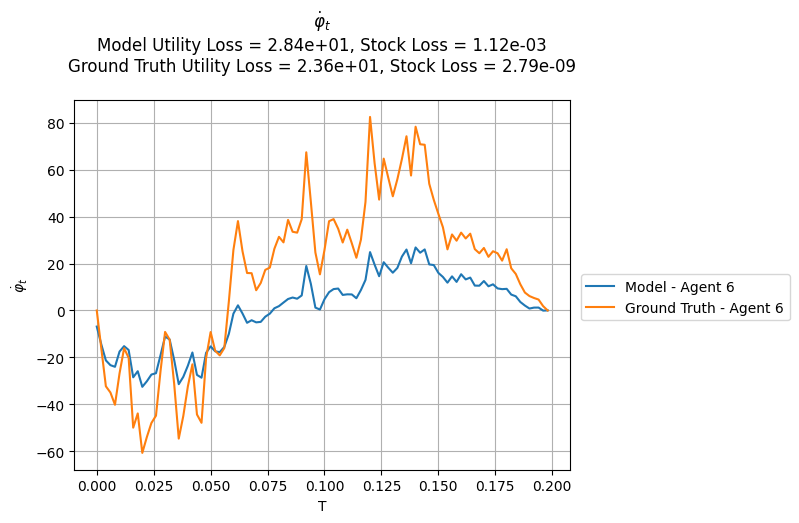 φ̇ₜ
Model Utility Loss = 2.84e+01, Stock Loss = 1.12e-03
Ground Truth Utility Loss = 2.36e+01, Stock Loss = 2.79e-09
80
60
40
20
0
−20
−40
−60
φ̇ₜ
0.000 0.025 0.050 0.075 0.100 0.125 0.150 0.175 0.200
T
Model - Agent 6
Ground Truth - Agent 6